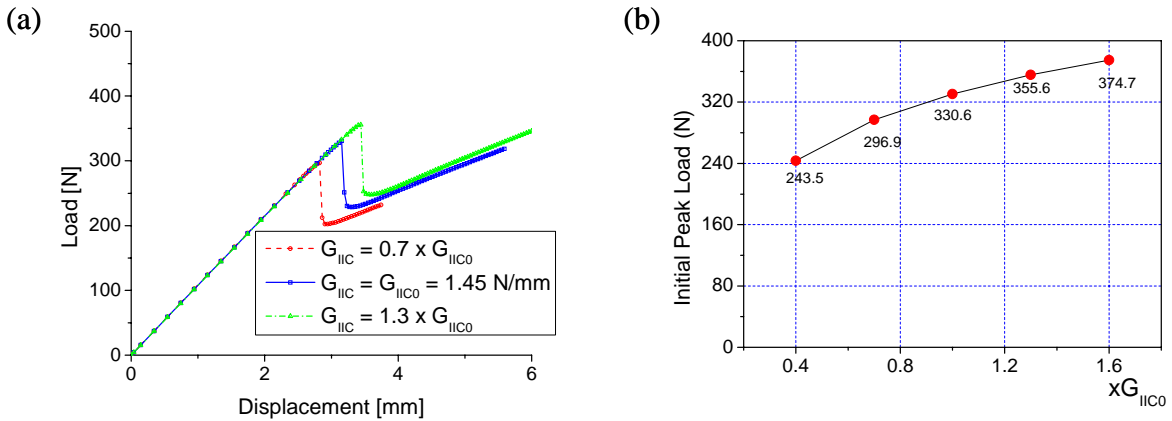 (a)
500
400
300
200
100
0
Load [N]
0 2 4 6
Displacement [mm]
G_IIC = 0.7 x G_IIC0
G_IIC = G_IIC0 = 1.45 N/mm
G_IIC = 1.3 x G_IIC0
(b)
400
320
240
160
80
0
Initial Peak Load (N)
243.5
296.9
330.6
355.6
374.7
0.4 0.8 1.2 1.6
xG_IIC0